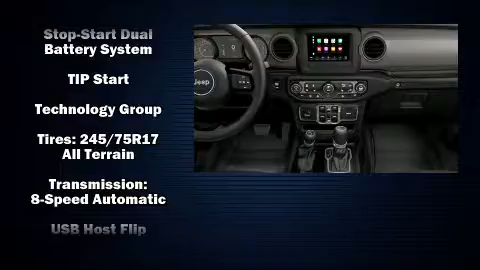 Stop-Start Dual
Battery System
TIP Start
Technology Group
Tires: 245/75R17
All Terrain
Transmission:
8-Speed Automatic
USB Host Flip
Jeep